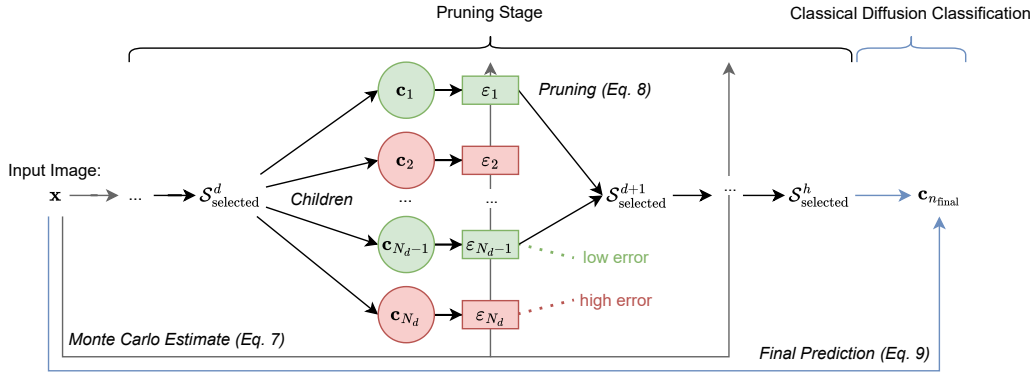 Pruning Stage
Classical Diffusion Classification
c₁
ε₁
Pruning (Eq. 8)
c₂
ε₂
Input Image:
x
...
S^d_selected
Children
...
...
S^{d+1}_selected
...
S^h_selected
c_{n_final}
c_{N_d−1}
ε_{N_d−1}
low error
c_{N_d}
ε_{N_d}
high error
Monte Carlo Estimate (Eq. 7)
Final Prediction (Eq. 9)